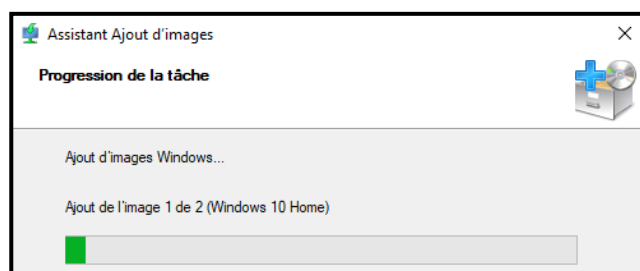 Assistant Ajout d'images
Progression de la tâche
Ajout d'images Windows...
Ajout de l'image 1 de 2 (Windows 10 Home)